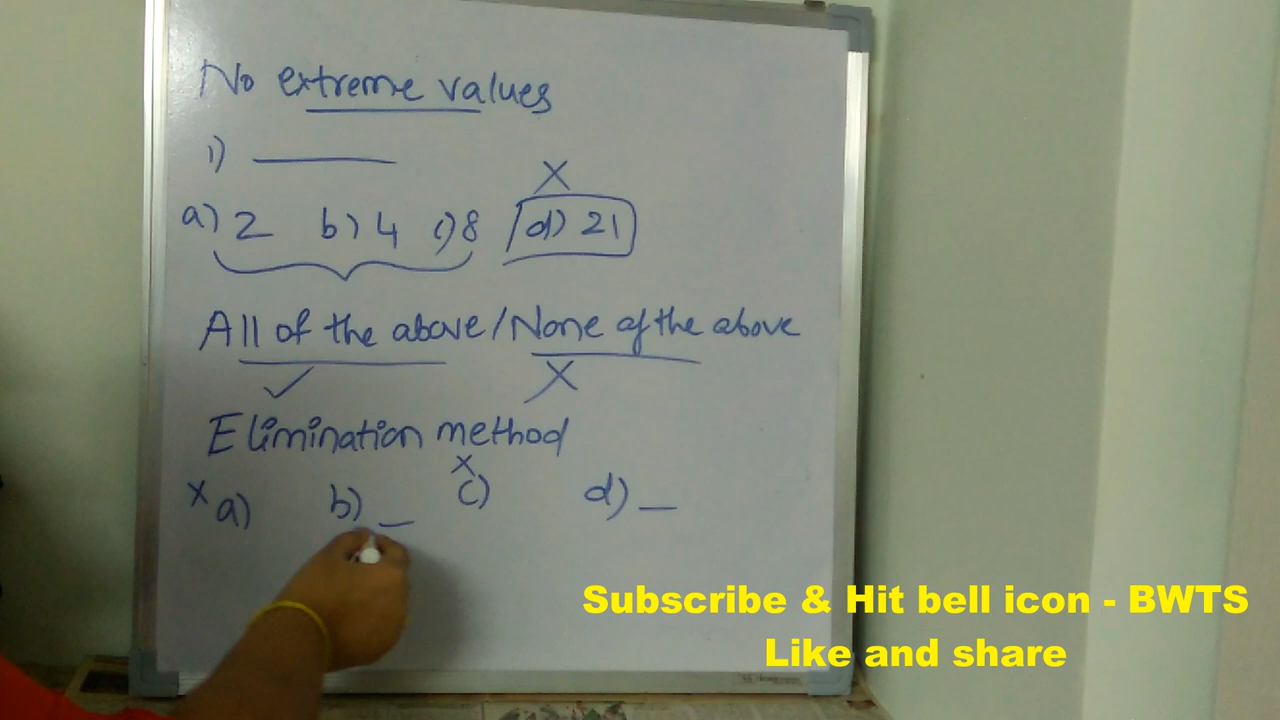 No extreme values
1)
X
a) 2 b) 4 c) 8 d) 21
All of the above / None of the above
✓ X
Elimination method
X a) b) _ X c) d) _
Subscribe & Hit bell icon - BWTS
Like and share